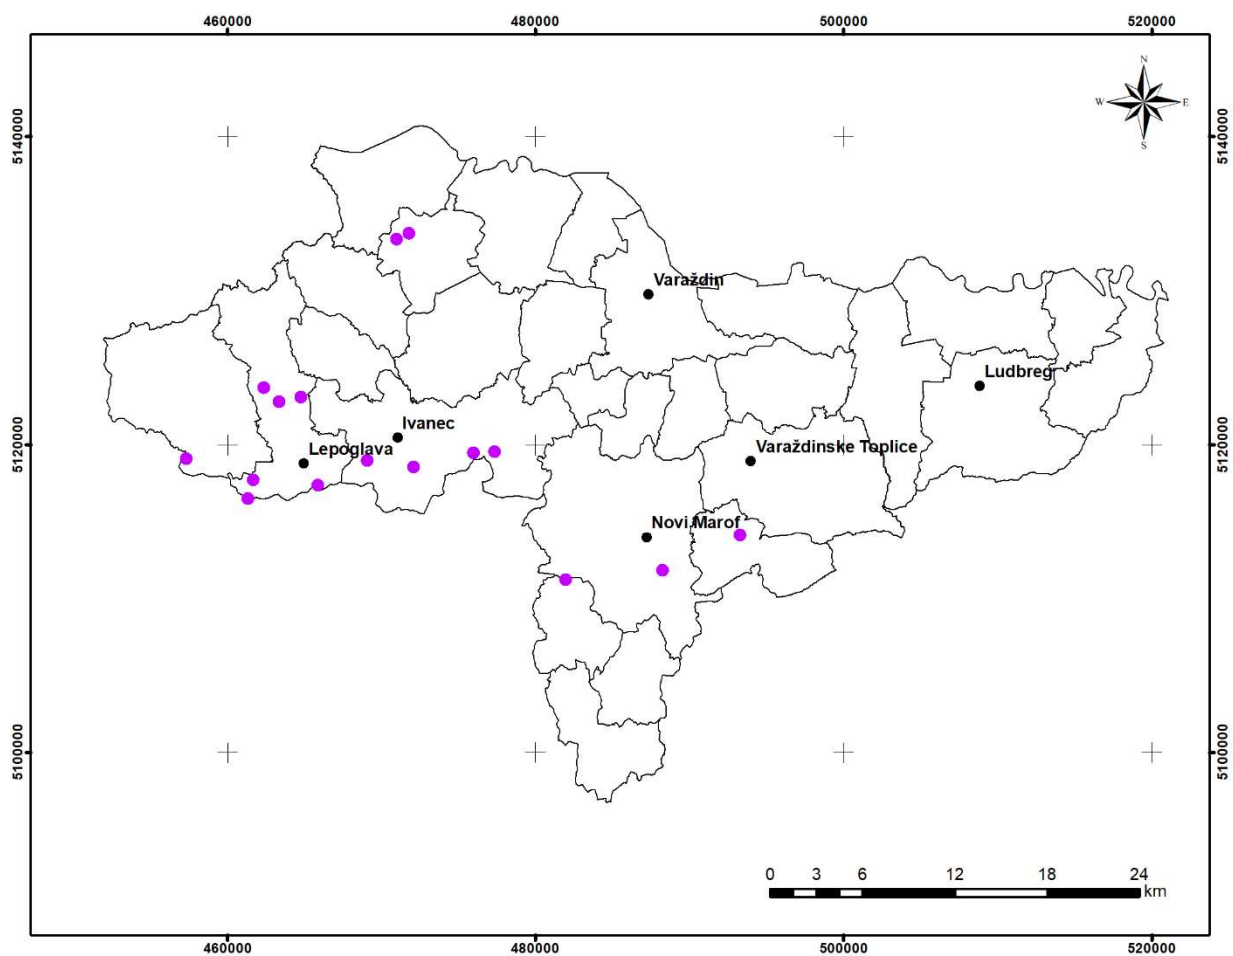 460000 480000 500000 520000
N
W E
S
5140000 5140000
Varaždin
Ludbreg
Ivanec
5120000 Lepoglava Varaždinske Toplice 5120000
Novi Marof
5100000 5100000
0 3 6 12 18 24
km
460000 480000 500000 520000